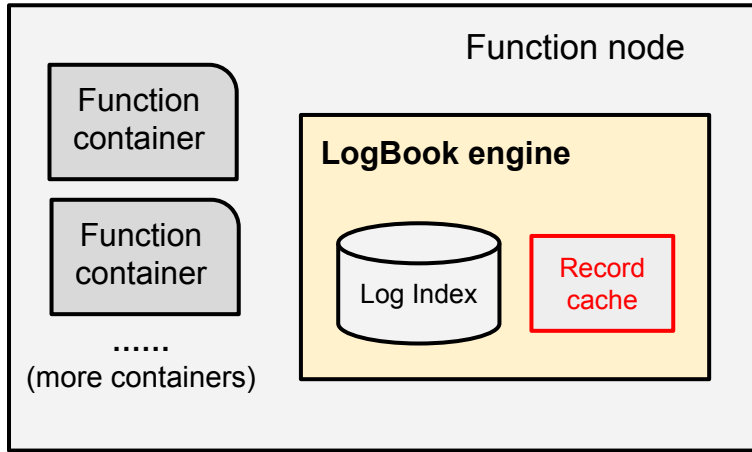 Function node
Function
container
LogBook engine
Function
container
Log Index
Record
cache
......
(more containers)